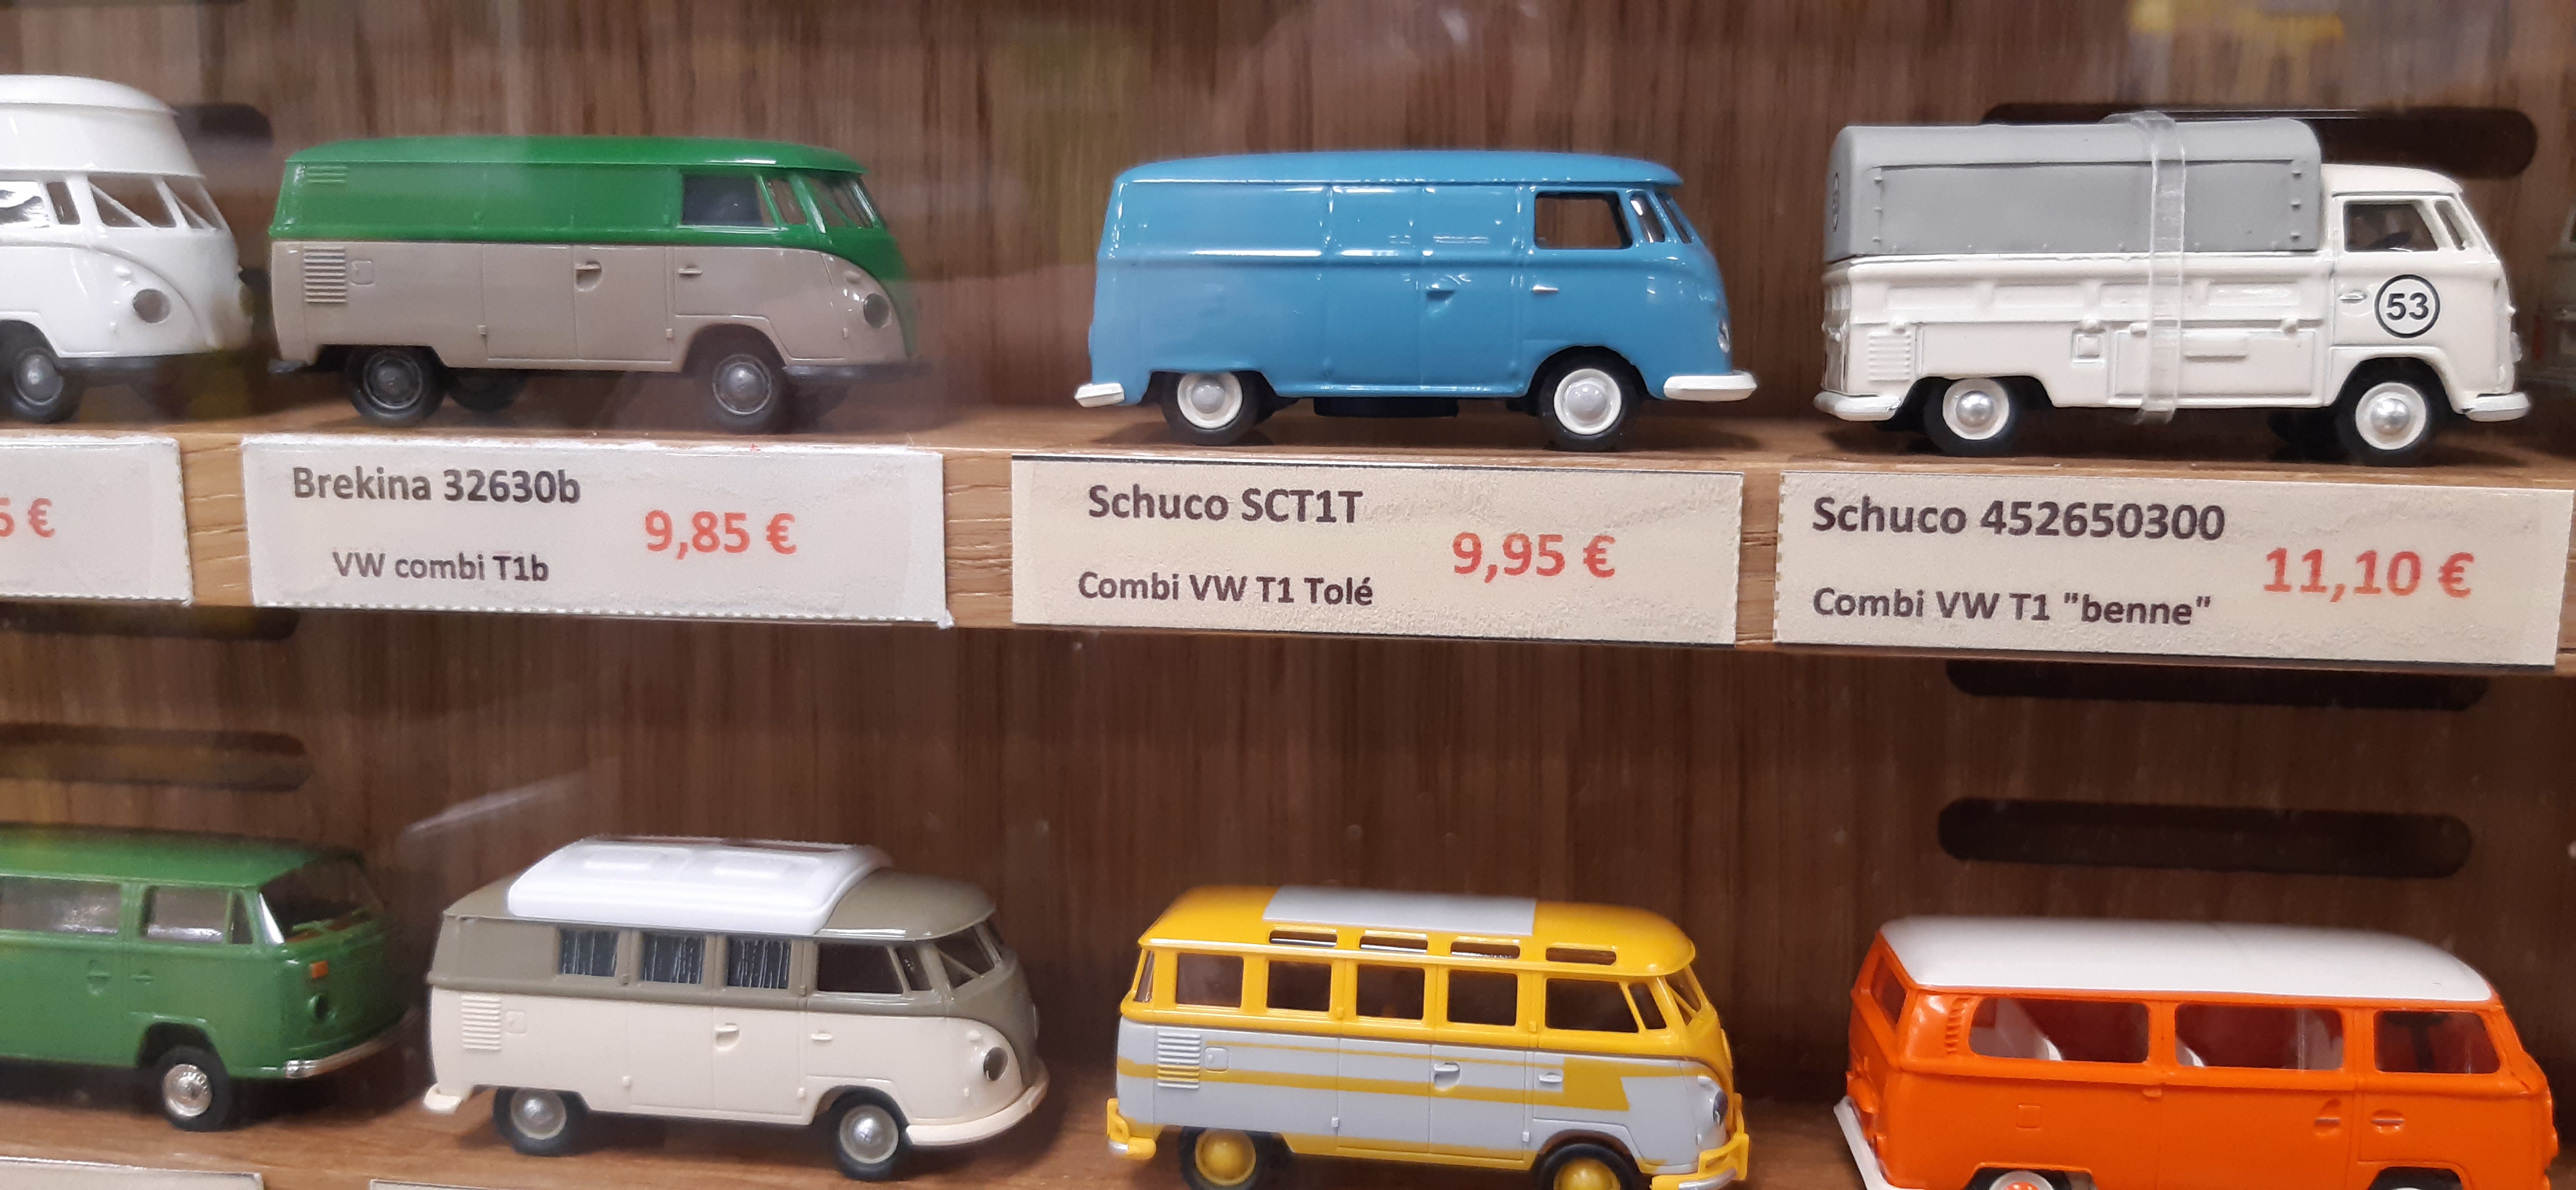 53
€
Brekina 32630b
9,85 €
VW combi T1b
Schuco SCT1T
9,95 €
Combi VW T1 Tolé
Schuco 452650300
11,10 €
Combi VW T1 "benne"